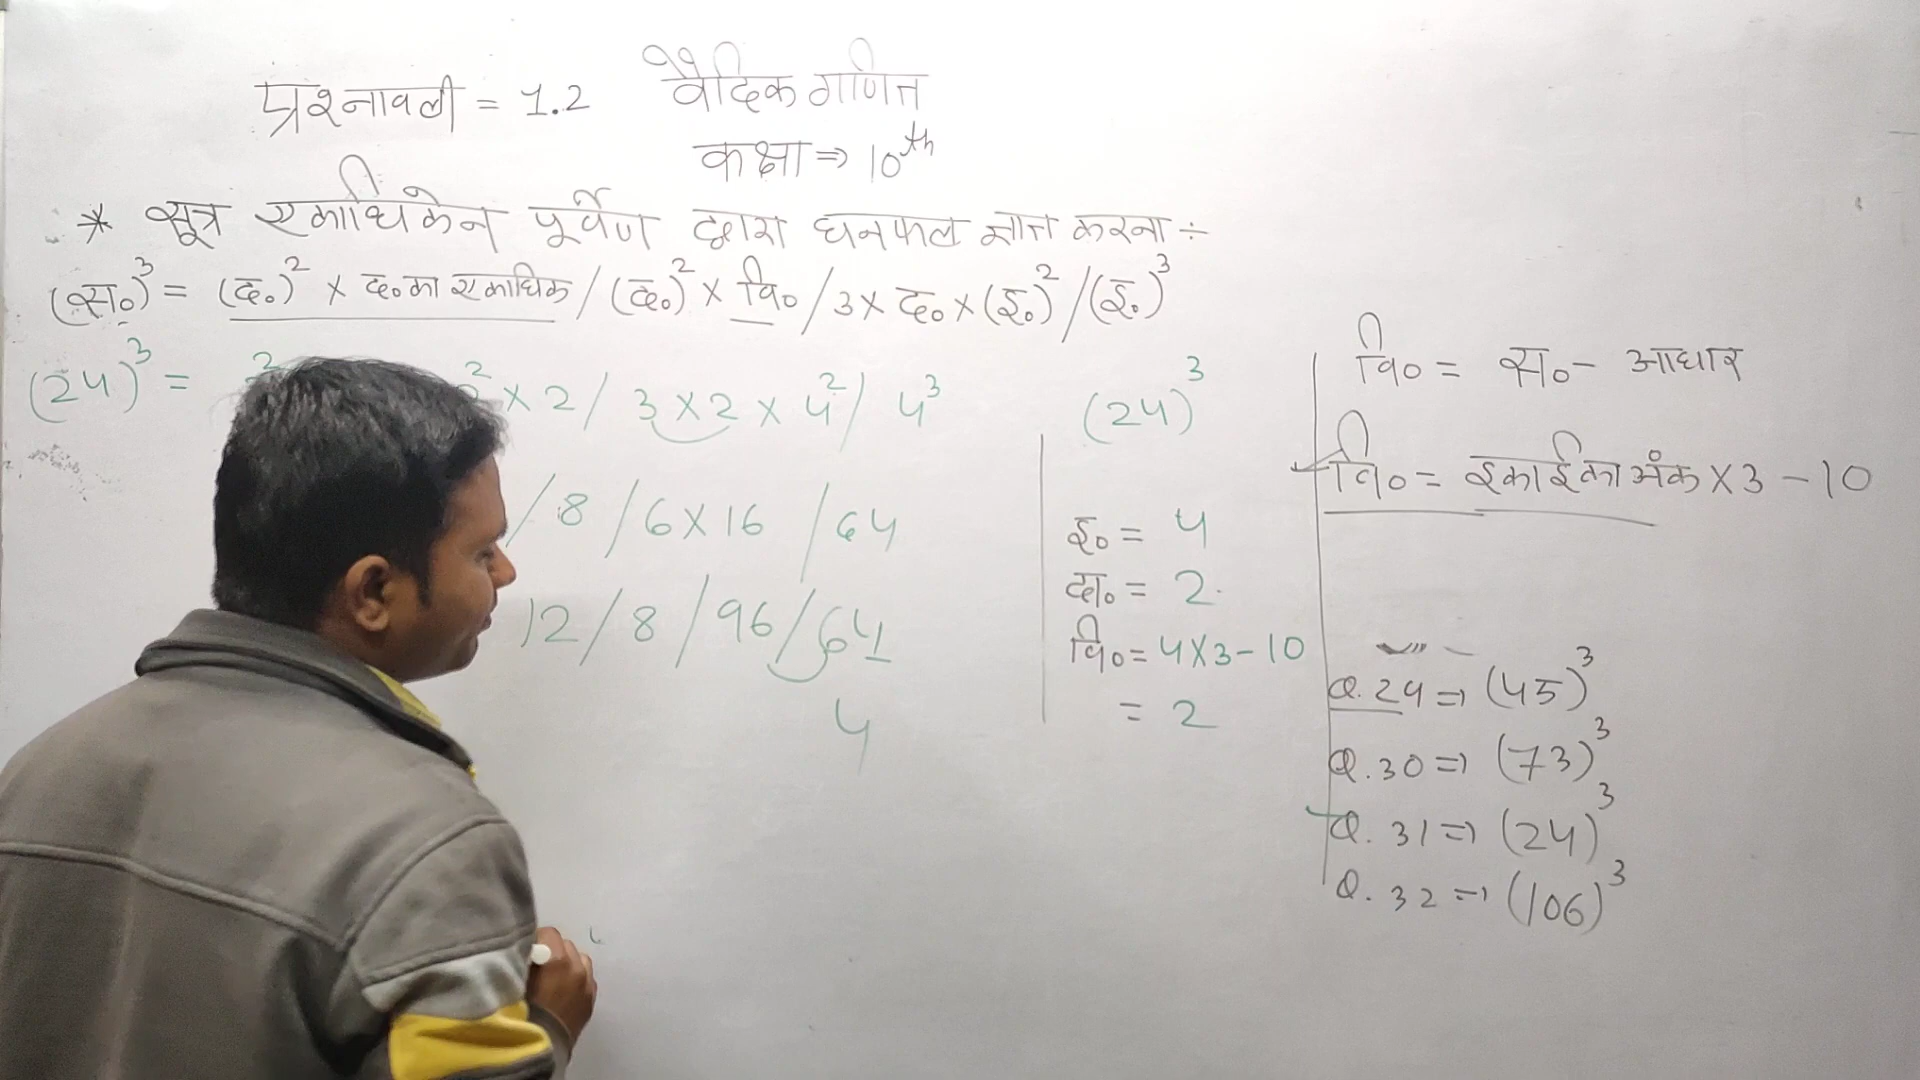 प्रश्नावली = 1.2 वैदिक गणित
कक्षा ⇒ 10th
* सूत्र एकाधिकेन पूर्वेण द्वारा घनफल ज्ञात करना ÷
(स०)³ = (द०)² × द० का एकाधिक / (द०)² × वि० / 3 × द० × (इ०)² / (इ०)³
(24)³ = 2² × 2 / 3 × 2 × 4² / 4³
/ 8 / 6 × 16 / 64
12 / 8 / 96 / 64
4
(24)³
इ० = 4
द० = 2
वि० = 4×3-10
= 2
वि० = स० - आधार
वि० = इकाई का अंक × 3 - 10
Q.29 ⇒ (45)³
Q.30 ⇒ (73)³
Q.31 ⇒ (24)³
Q.32 ⇒ (106)³